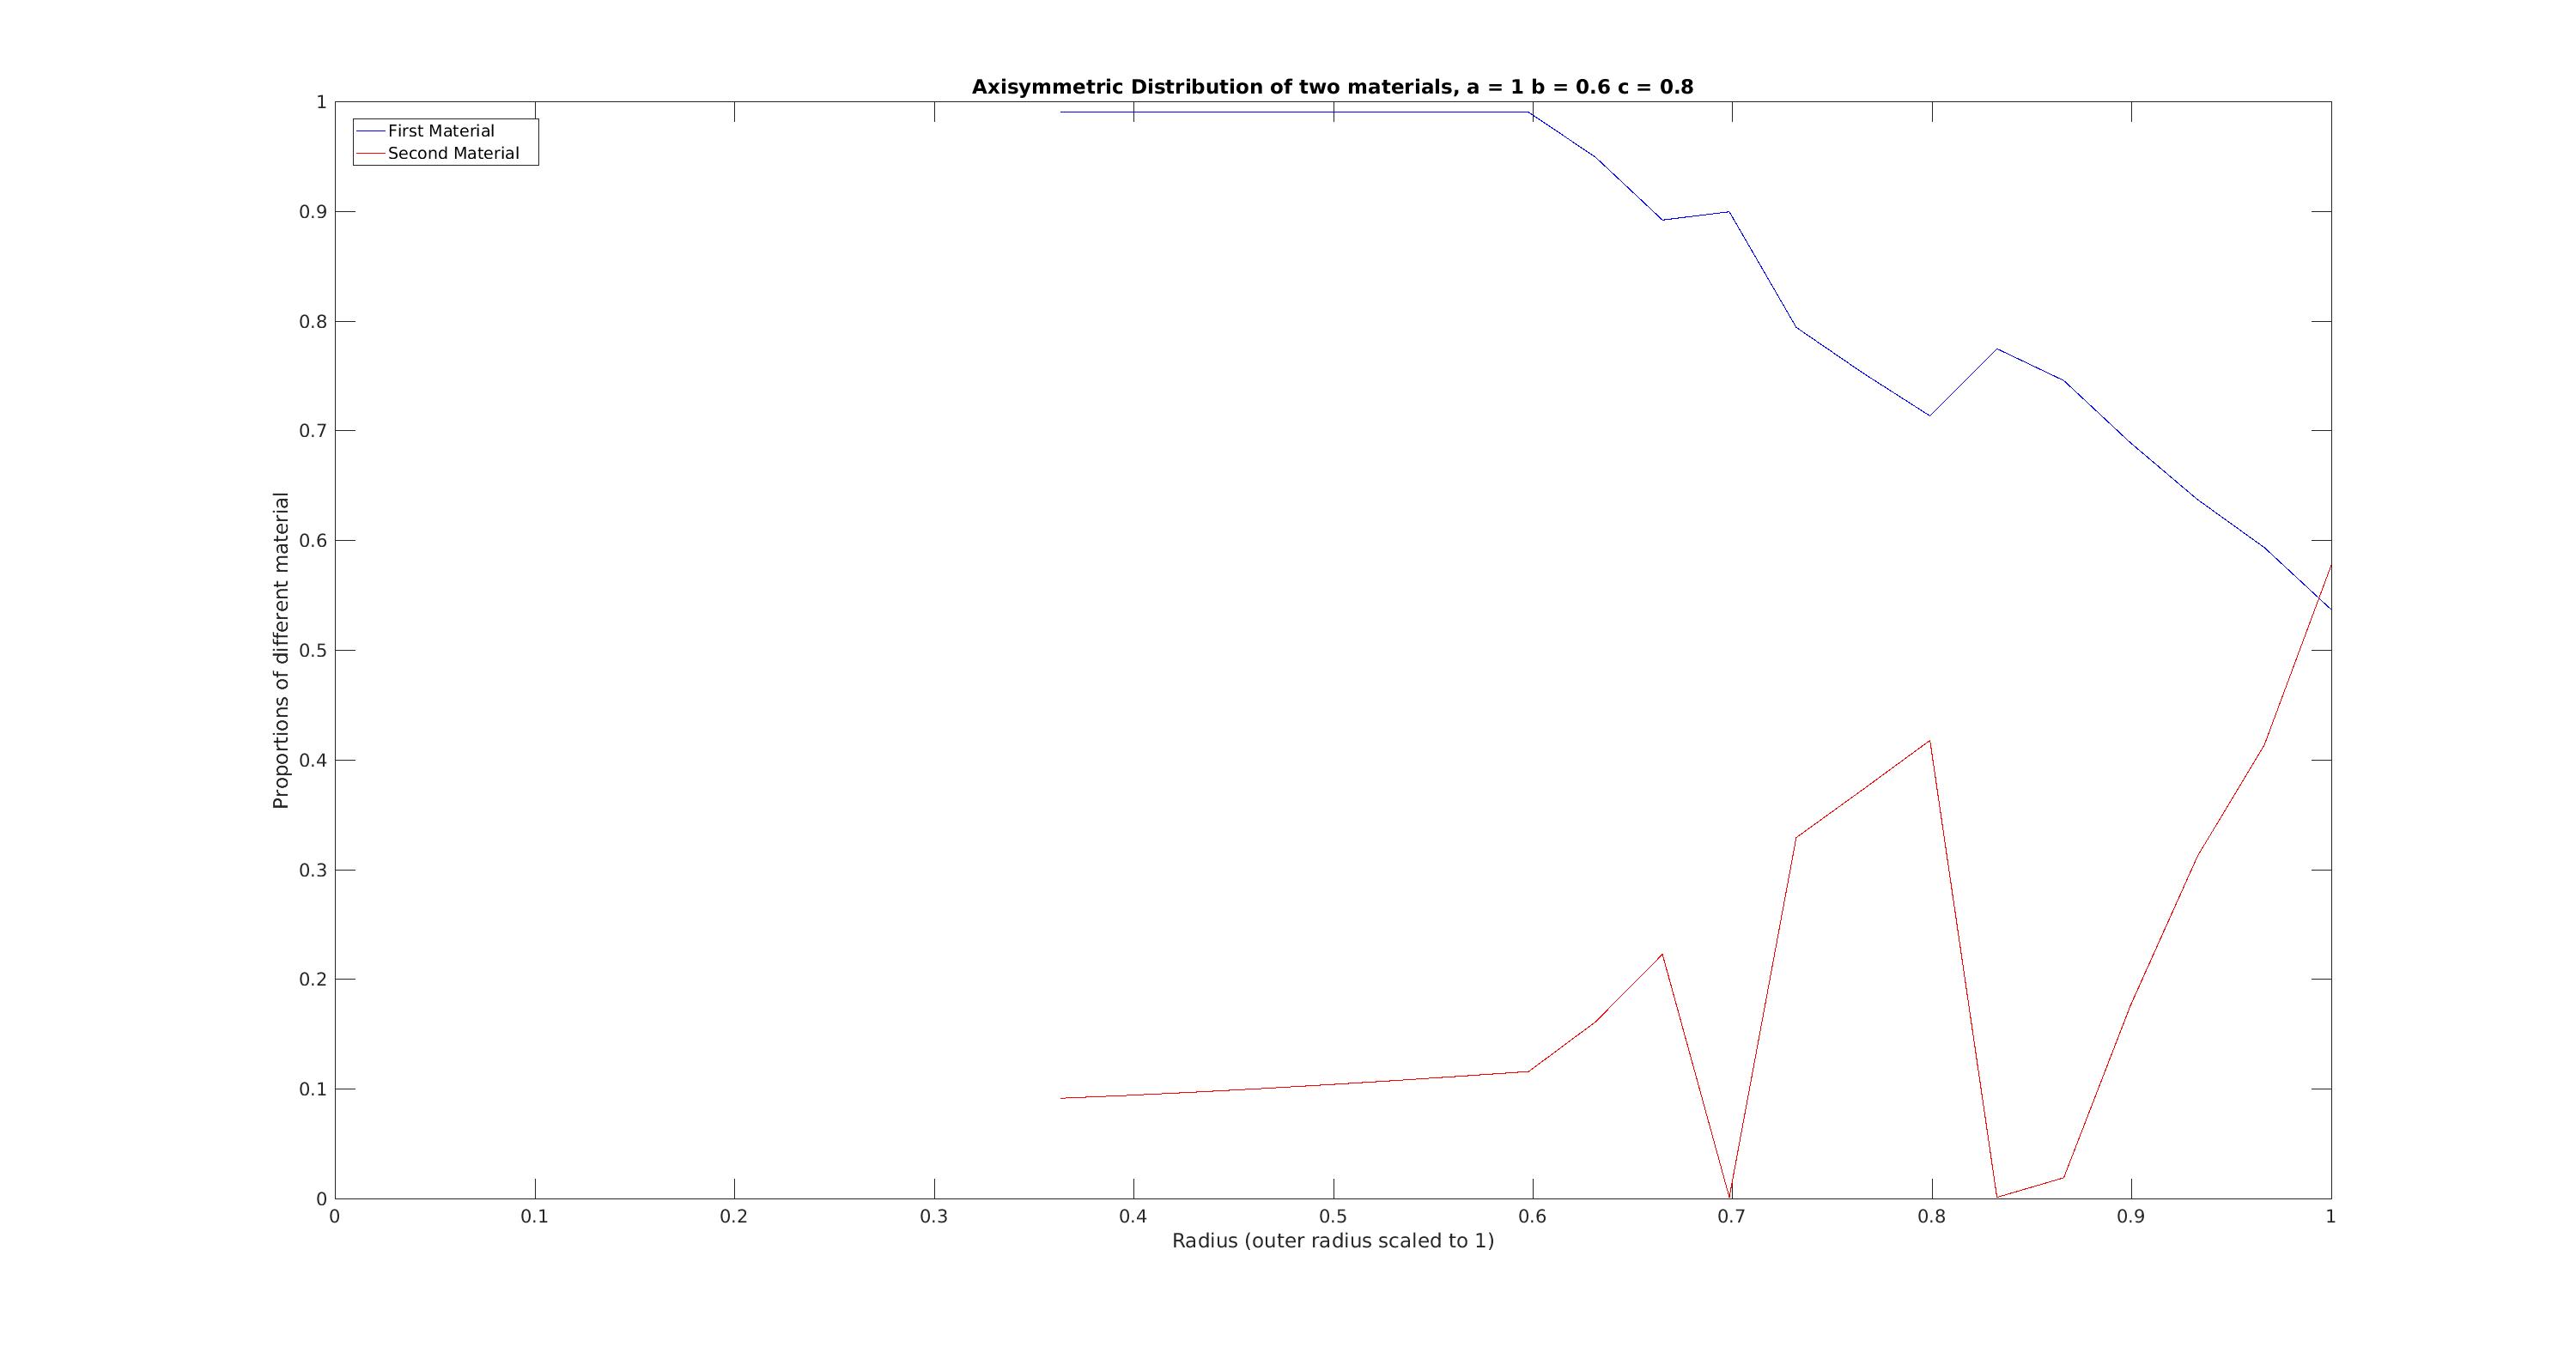 Axisymmetric Distribution of two materials, a = 1 b = 0.6 c = 0.8
First Material
Second Material
Proportions of different material
1
0.9
0.8
0.7
0.6
0.5
0.4
0.3
0.2
0.1
0
0 0.1 0.2 0.3 0.4 0.5 0.6 0.7 0.8 0.9 1
Radius (outer radius scaled to 1)